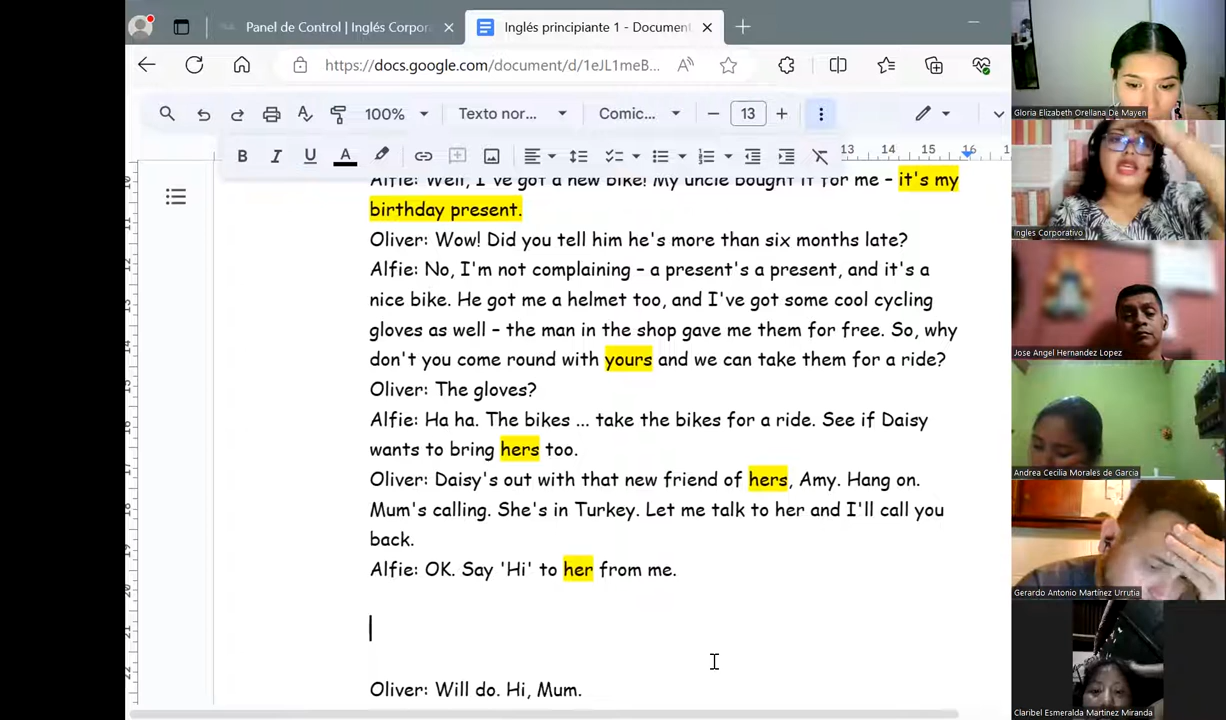 Panel de Control | Inglés Corpor
Inglés principiante 1 - Document
https://docs.google.com/document/d/1eJL1meB...
100%
Texto nor...
Comic...
13
13 14 15 16
Alfie: Well, I've got a new bike! My uncle bought it for me – it's my
birthday present.
Oliver: Wow! Did you tell him he's more than six months late?
Alfie: No, I'm not complaining – a present's a present, and it's a
nice bike. He got me a helmet too, and I've got some cool cycling
gloves as well – the man in the shop gave me them for free. So, why
don't you come round with yours and we can take them for a ride?
Oliver: The gloves?
Alfie: Ha ha. The bikes ... take the bikes for a ride. See if Daisy
wants to bring hers too.
Oliver: Daisy's out with that new friend of hers, Amy. Hang on.
Mum's calling. She's in Turkey. Let me talk to her and I'll call you
back.
Alfie: OK. Say 'Hi' to her from me.
Oliver: Will do. Hi, Mum.
Gloria Elizabeth Orellana De Mayen
Ingles Corporativo
Jose Angel Hernandez Lopez
Andrea Cecilia Morales de Garcia
Gerardo Antonio Martinez Urrutia
Claribel Esmeralda Martinez Miranda